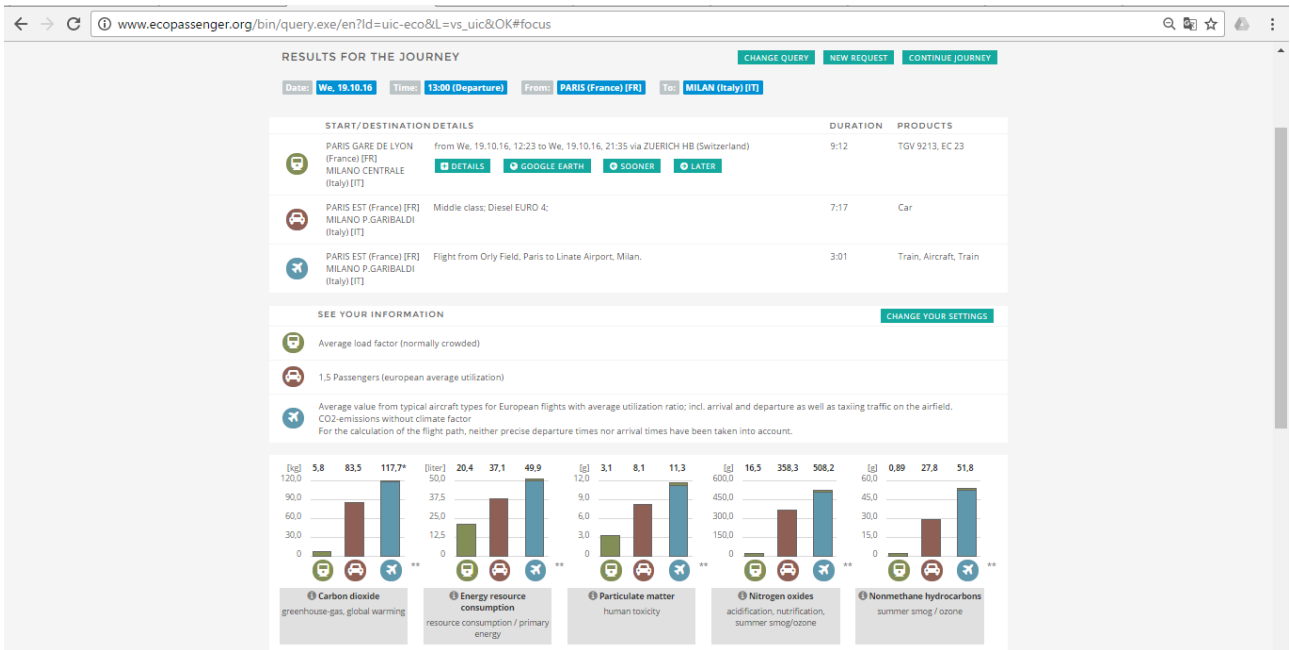 www.ecopassenger.org/bin/query.exe/en?ld=uic-eco&L=vs_uic&OK#focus
RESULTS FOR THE JOURNEY
CHANGE QUERY NEW REQUEST CONTINUE JOURNEY
Date: We, 19.10.16 Time: 13:00 (Departure) From: PARIS (France) [FR] To: MILAN (Italy) [IT]
START/DESTINATION DETAILS DURATION PRODUCTS
PARIS GARE DE LYON (France) [FR] MILANO CENTRALE (Italy) [IT]
from We, 19.10.16, 12:23 to We, 19.10.16, 21:35 via ZUERICH HB (Switzerland)
DETAILS GOOGLE EARTH SOONER LATER
9:12 TGV 9213, EC 23
PARIS EST (France) [FR] MILANO P.GARIBALDI (Italy) [IT]
Middle class; Diesel EURO 4;
7:17 Car
PARIS EST (France) [FR] MILANO P.GARIBALDI (Italy) [IT]
Flight from Orly Field, Paris to Linate Airport, Milan.
3:01 Train, Aircraft, Train
SEE YOUR INFORMATION
CHANGE YOUR SETTINGS
Average load factor (normally crowded)
1,5 Passengers (european average utilization)
Average value from typical aircraft types for European flights with average utilization ratio; incl. arrival and departure as well as taxiing traffic on the airfield.
CO2-emissions without climate factor
For the calculation of the flight path, neither precise departure times nor arrival times have been taken into account.
[kg] 5,8 83,5 117,7*
120,0
90,0
60,0
30,0
0
**
Carbon dioxide
greenhouse-gas, global warming
[liter] 20,4 37,1 49,9
50,0
37,5
25,0
12,5
0
**
Energy resource
consumption
resource consumption / primary
energy
[g] 3,1 8,1 11,3
12,0
9,0
6,0
3,0
0
**
Particulate matter
human toxicity
[g] 16,5 358,3 508,2
600,0
450,0
300,0
150,0
0
**
Nitrogen oxides
acidification, nutrification,
summer smog/ozone
[g] 0,89 27,8 51,8
60,0
45,0
30,0
15,0
0
**
Nonmethane hydrocarbons
summer smog / ozone